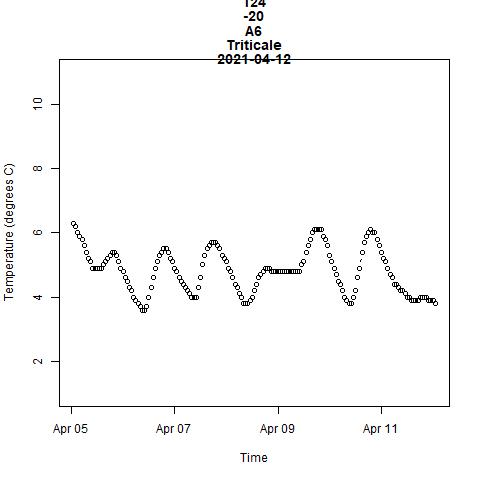 124
-20
A6
Triticale
2021-04-12
Temperature (degrees C)
10
8
6
4
2
Apr 05
Apr 07
Apr 09
Apr 11
Time